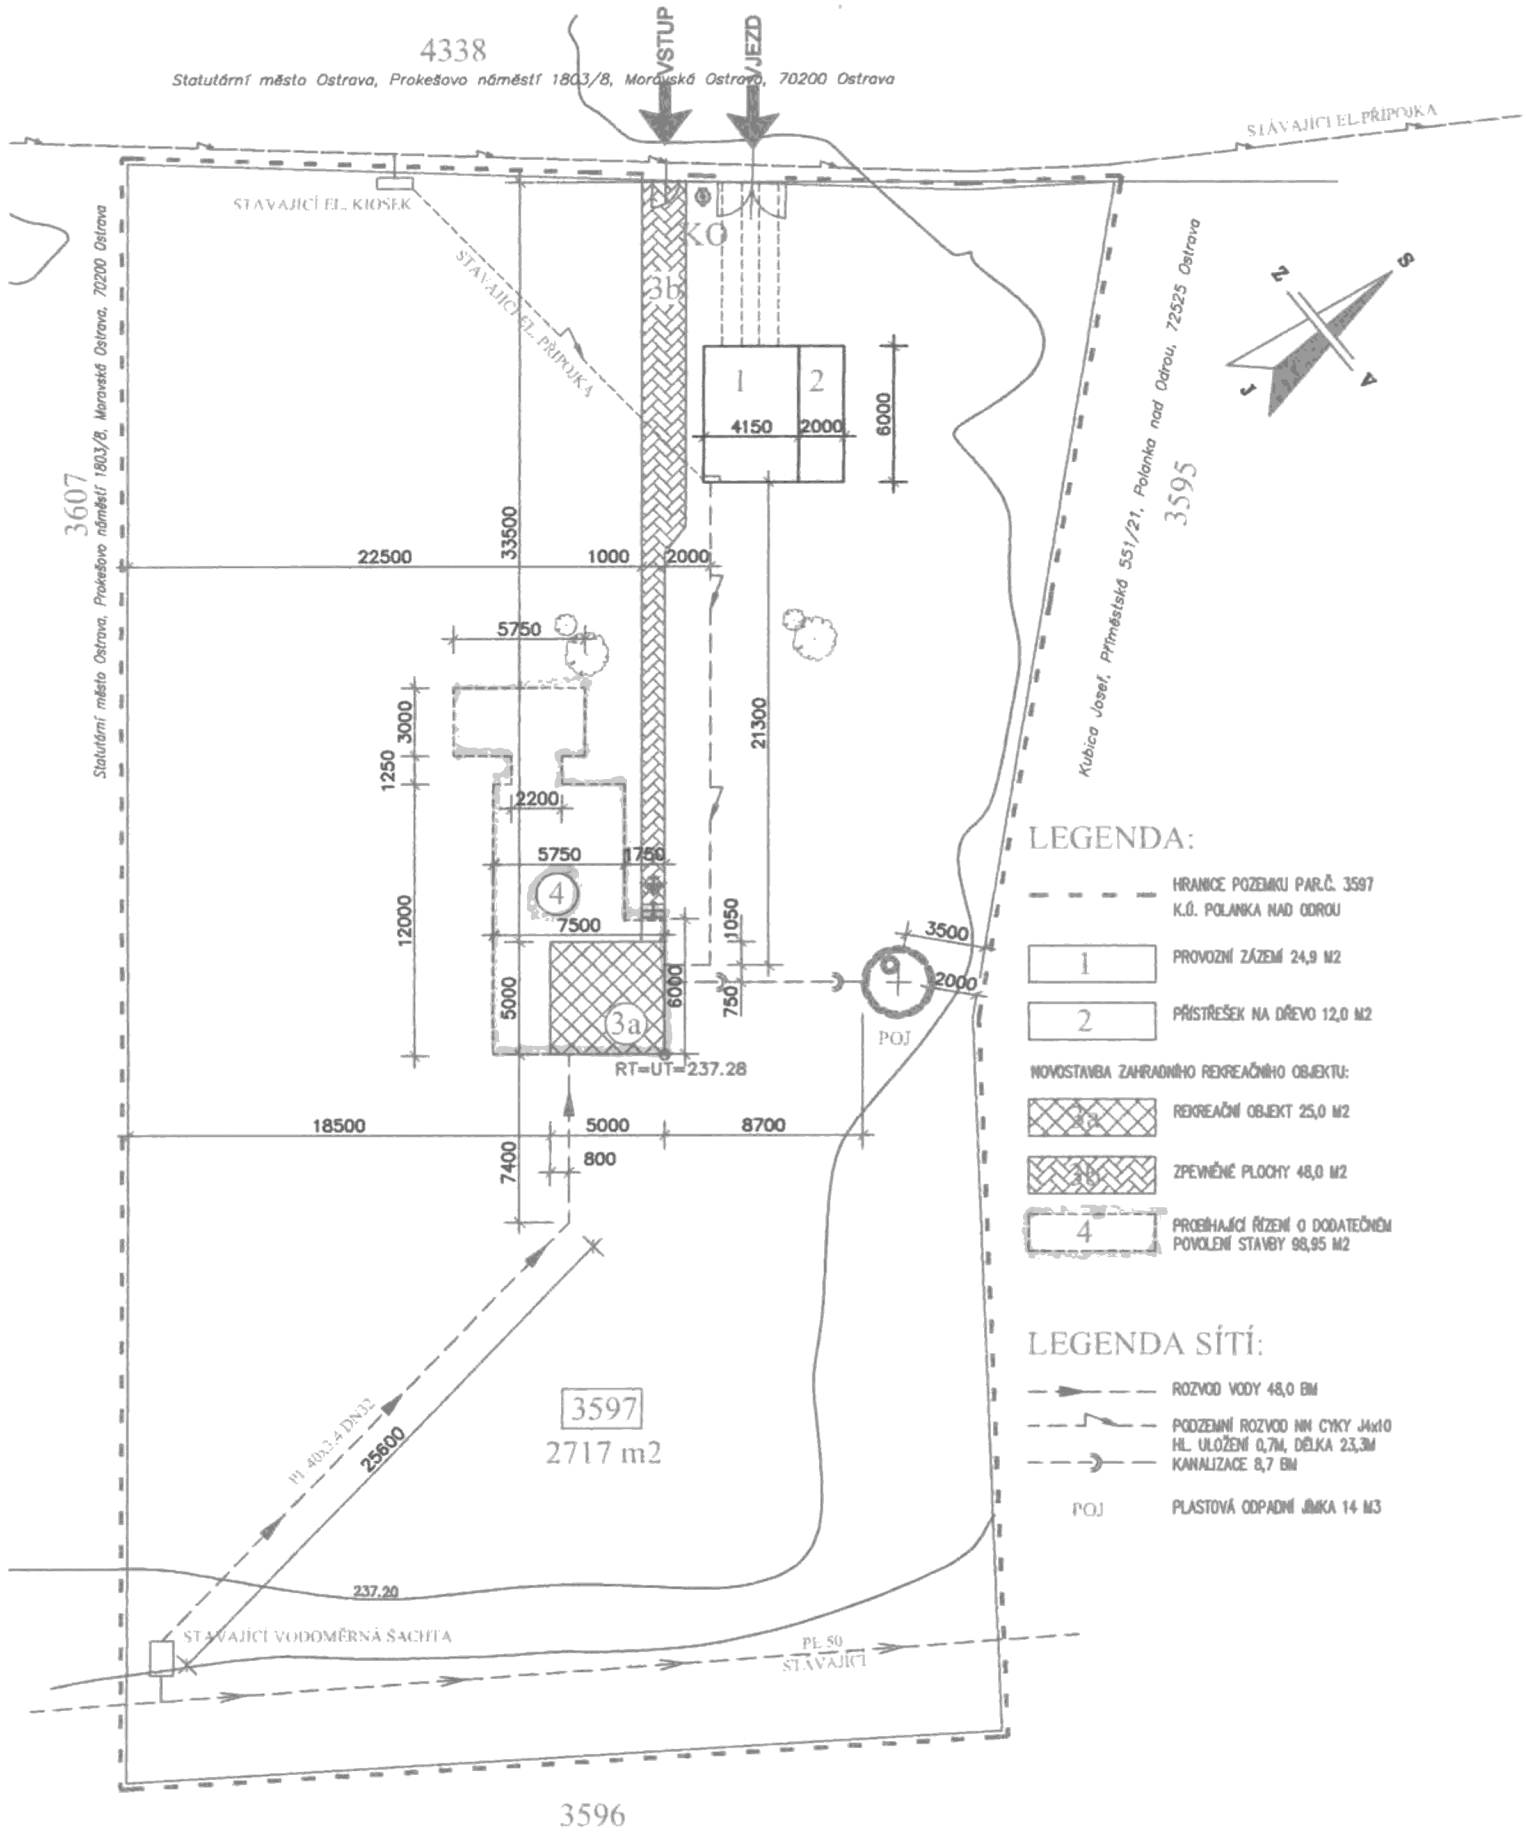 4338
Statutární město Ostrava, Prokešovo náměstí 1803/8, Moravská Ostrava, 70200 Ostrava
VSTUP
VJEZD
STÁVAJÍCÍ EL. PŘÍPOJKA
STÁVAJÍCÍ EL. KIOSEK
STÁVAJÍCÍ EL. PŘÍPOJKA
KO
3b
1
2
4150
2000
6000
S
Z
V
J
3607
Statutární město Ostrava, Prokešovo náměstí 1803/8, Moravská Ostrava, 70200 Ostrava
3595
Kubica Josef, Příměstská 551/21, Polanka nad Odrou, 72525 Ostrava
33500
22500
1000
2000
5750
3000
1250
2200
21300
5750
1750
4
12000
7500
1050
3500
5000
6000
750
2000
3a
POJ
RT=UT=237.28
18500
5000
8700
7400
800
PE 40x3,4 DN32
25600
3597
2717 m2
237.20
STÁVAJÍCÍ VODOMĚRNÁ ŠACHTA
PE 50
STÁVAJÍCÍ
3596
LEGENDA:
HRANICE POZEMKU PAR.Č. 3597
K.Ú. POLANKA NAD ODROU
1
PROVOZNÍ ZÁZEMÍ 24,9 M2
2
PŘÍSTŘEŠEK NA DŘEVO 12,0 M2
NOVOSTAVBA ZAHRADNÍHO REKREAČNÍHO OBJEKTU:
3a
REKREAČNÍ OBJEKT 25,0 M2
3b
ZPEVNĚNÉ PLOCHY 48,0 M2
4
PROBÍHAJÍCÍ ŘÍZENÍ O DODATEČNÉM
POVOLENÍ STAVBY 98,95 M2
LEGENDA SÍTÍ:
ROZVOD VODY 48,0 BM
PODZEMNÍ ROZVOD NN CYKY J4x10
HL. ULOŽENÍ 0,7M, DÉLKA 23,3M
KANALIZACE 8,7 BM
POJ
PLASTOVÁ ODPADNÍ JÍMKA 14 M3